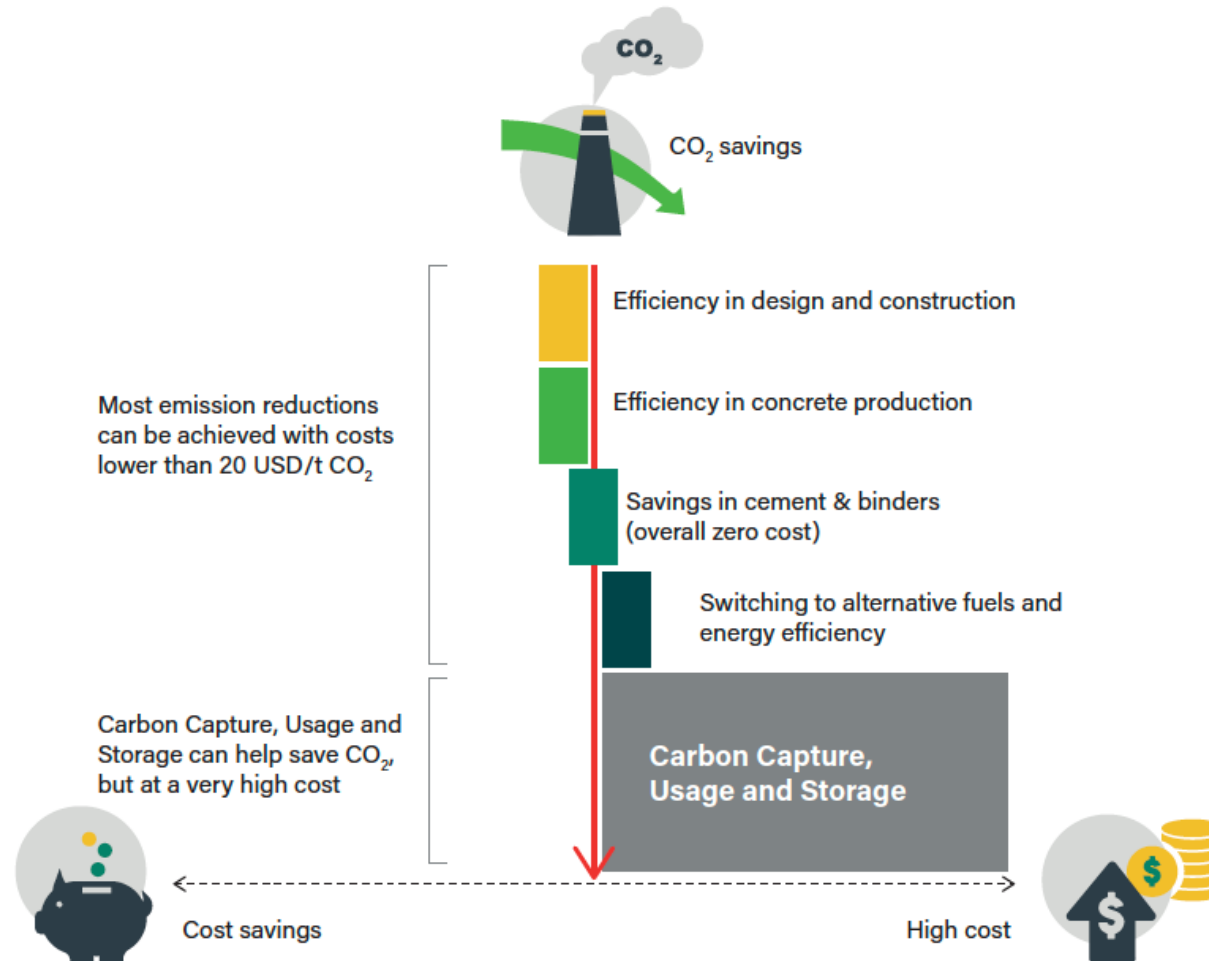 CO₂
CO₂ savings
Efficiency in design and construction
Efficiency in concrete production
Most emission reductions
can be achieved with costs
lower than 20 USD/t CO₂
Savings in cement & binders
(overall zero cost)
Switching to alternative fuels and
energy efficiency
Carbon Capture, Usage and
Storage can help save CO₂,
but at a very high cost
Carbon Capture,
Usage and Storage
$
$
Cost savings
High cost